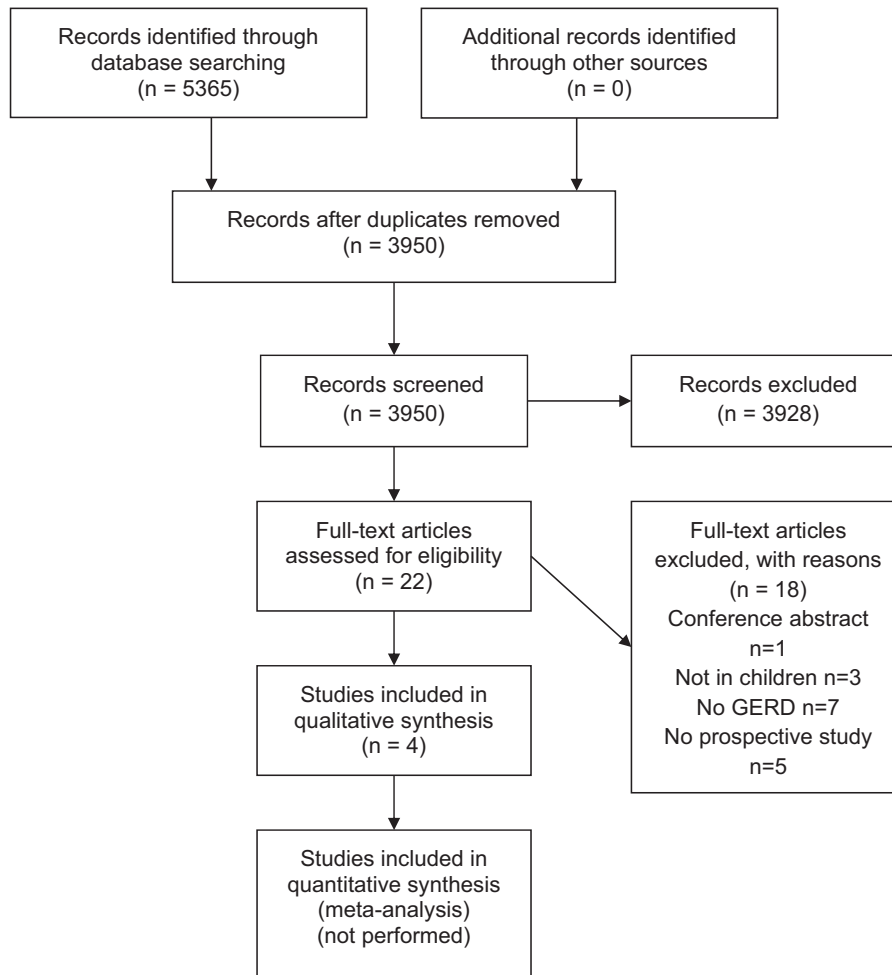 Records identified through
database searching
(n = 5365)
Additional records identified
through other sources
(n = 0)
Records after duplicates removed
(n = 3950)
Records screened
(n = 3950)
Records excluded
(n = 3928)
Full-text articles
assessed for eligibility
(n = 22)
Full-text articles
excluded, with reasons
(n = 18)
Conference abstract
n=1
Not in children n=3
No GERD n=7
No prospective study
n=5
Studies included in
qualitative synthesis
(n = 4)
Studies included in
quantitative synthesis
(meta-analysis)
(not performed)